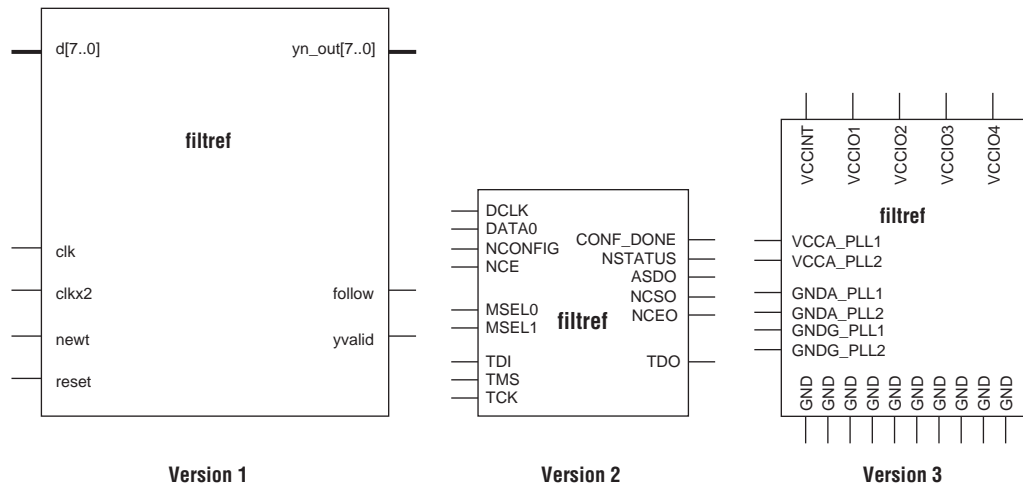 d[7..0] yn_out[7..0]
filtref
clk
clkx2 follow
newt yvalid
reset
Version 1
DCLK
DATA0
NCONFIG
NCE
CONF_DONE
NSTATUS
ASDO
NCSO
NCEO
MSEL0
MSEL1
filtref
TDI
TMS
TCK
TDO
Version 2
VCCINT
VCCIO1
VCCIO2
VCCIO3
VCCIO4
filtref
VCCA_PLL1
VCCA_PLL2
GNDA_PLL1
GNDA_PLL2
GNDG_PLL1
GNDG_PLL2
GND
GND
GND
GND
GND
GND
GND
GND
GND
GND
Version 3